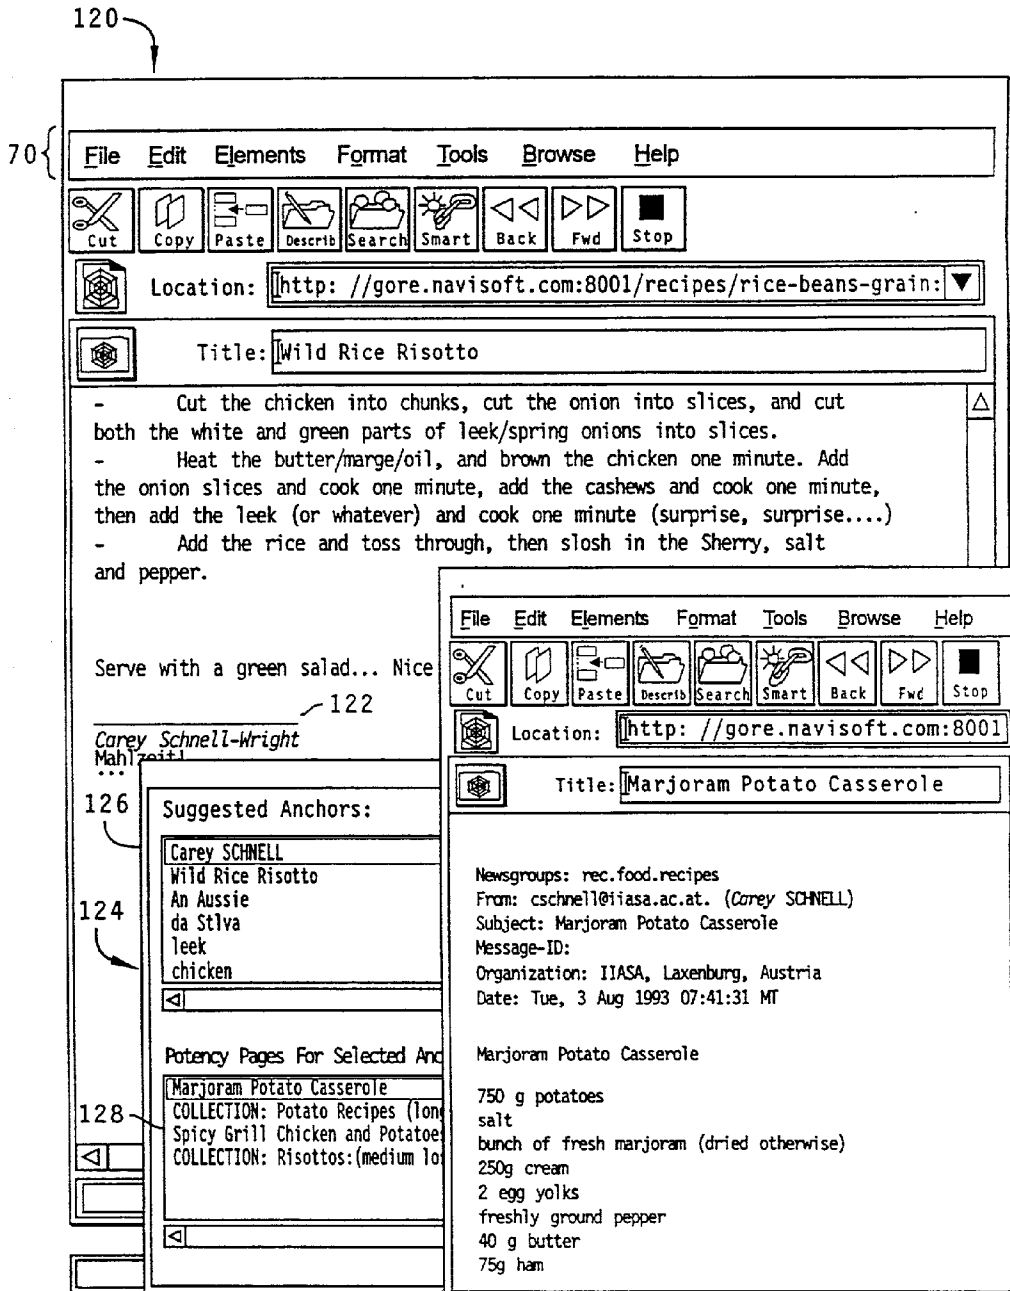 120
70
File Edit Elements Format Tools Browse Help
Cut Copy Paste Describ Search Smart Back Fwd Stop
Location: http: //gore.navisoft.com:8001/recipes/rice-beans-grain:
Title: Wild Rice Risotto
- Cut the chicken into chunks, cut the onion into slices, and cut
both the white and green parts of leek/spring onions into slices.
- Heat the butter/marge/oil, and brown the chicken one minute. Add
the onion slices and cook one minute, add the cashews and cook one minute,
then add the leek (or whatever) and cook one minute (surprise, surprise....)
- Add the rice and toss through, then slosh in the Sherry, salt
and pepper.
Serve with a green salad... Nice
122
Carey Schnell-Wright
Mahlzeit!
...
126
124
Suggested Anchors:
Carey SCHNELL
Wild Rice Risotto
An Aussie
da Stlva
leek
chicken
Potency Pages For Selected Anc
128
Marjoram Potato Casserole
COLLECTION: Potato Recipes (long
Spicy Grill Chicken and Potatoe
COLLECTION: Risottos:(medium lo
File Edit Elements Format Tools Browse Help
Cut Copy Paste Describ Search Smart Back Fwd Stop
Location: http: //gore.navisoft.com:8001
Title: Marjoram Potato Casserole
Newsgroups: rec.food.recipes
From: cschnell@iiasa.ac.at. (Carey SCHNELL)
Subject: Marjoram Potato Casserole
Message-ID:
Organization: IIASA, Laxenburg, Austria
Date: Tue, 3 Aug 1993 07:41:31 MT
Marjoram Potato Casserole
750 g potatoes
salt
bunch of fresh marjoram (dried otherwise)
250g cream
2 egg yolks
freshly ground pepper
40 g butter
75g ham